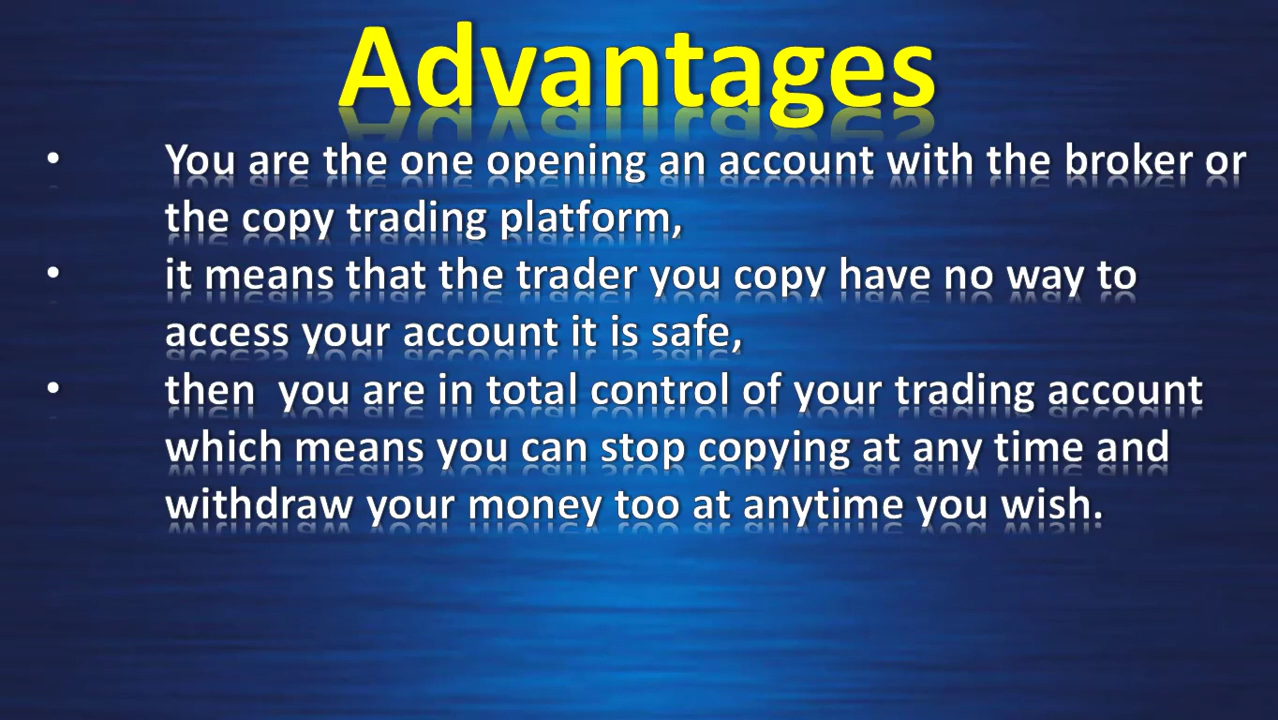 Advantages
• You are the one opening an account with the broker or
the copy trading platform,
• it means that the trader you copy have no way to
access your account it is safe,
• then  you are in total control of your trading account
which means you can stop copying at any time and
withdraw your money too at anytime you wish.